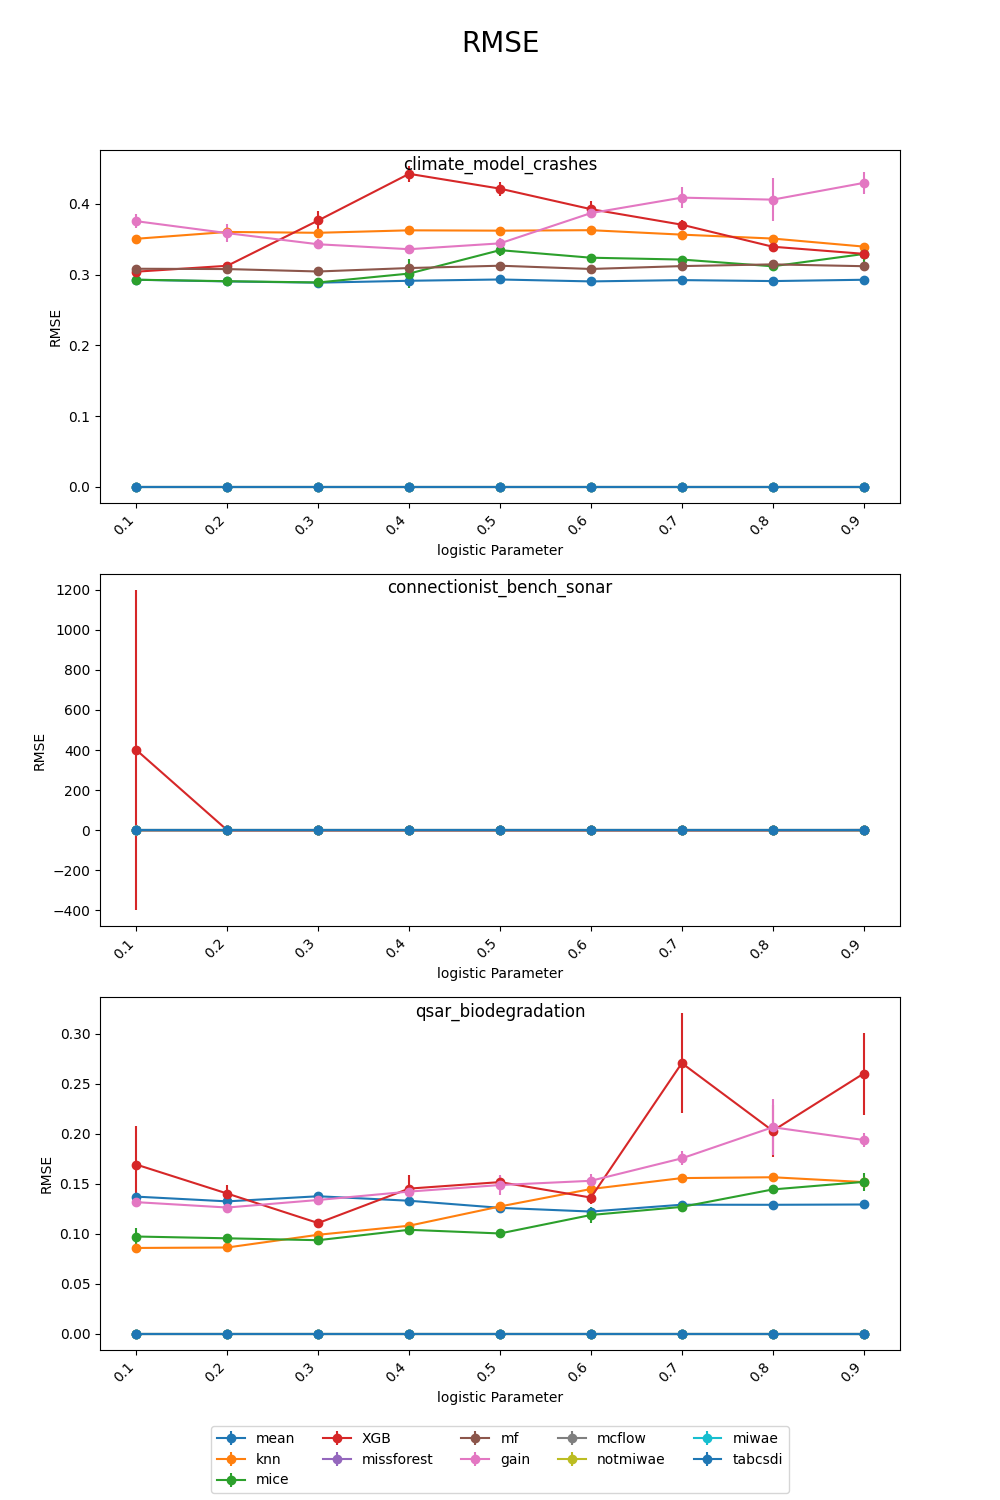 RMSE
climate_model_crashes
RMSE
0.4
0.3
0.2
0.1
0.0
0.1 0.2 0.3 0.4 0.5 0.6 0.7 0.8 0.9
logistic Parameter
connectionist_bench_sonar
RMSE
1200
1000
800
600
400
200
0
−200
−400
0.1 0.2 0.3 0.4 0.5 0.6 0.7 0.8 0.9
logistic Parameter
qsar_biodegradation
RMSE
0.30
0.25
0.20
0.15
0.10
0.05
0.00
0.1 0.2 0.3 0.4 0.5 0.6 0.7 0.8 0.9
logistic Parameter
mean XGB mf mcflow miwae
knn missforest gain notmiwae tabcsdi
mice